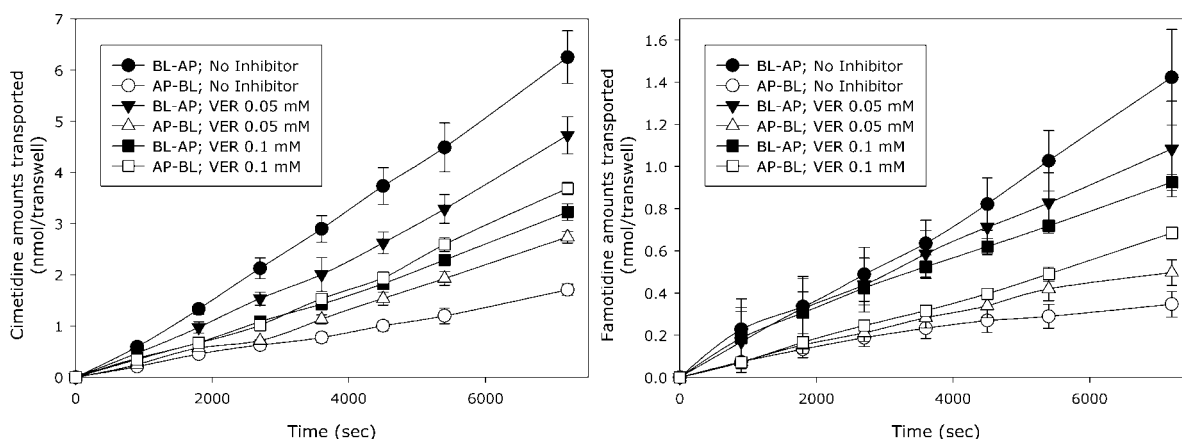 Cimetidine amounts transported
(nmol/transwell)
7
6
5
4
3
2
1
0
BL-AP; No Inhibitor
AP-BL; No Inhibitor
BL-AP; VER 0.05 mM
AP-BL; VER 0.05 mM
BL-AP; VER 0.1 mM
AP-BL; VER 0.1 mM
0 2000 4000 6000
Time (sec)
Famotidine amounts transported
(nmol/transwell)
1.6
1.4
1.2
1.0
0.8
0.6
0.4
0.2
0.0
BL-AP; No Inhibitor
AP-BL; No Inhibitor
BL-AP; VER 0.05 mM
AP-BL; VER 0.05 mM
BL-AP; VER 0.1 mM
AP-BL; VER 0.1 mM
0 2000 4000 6000
Time (sec)